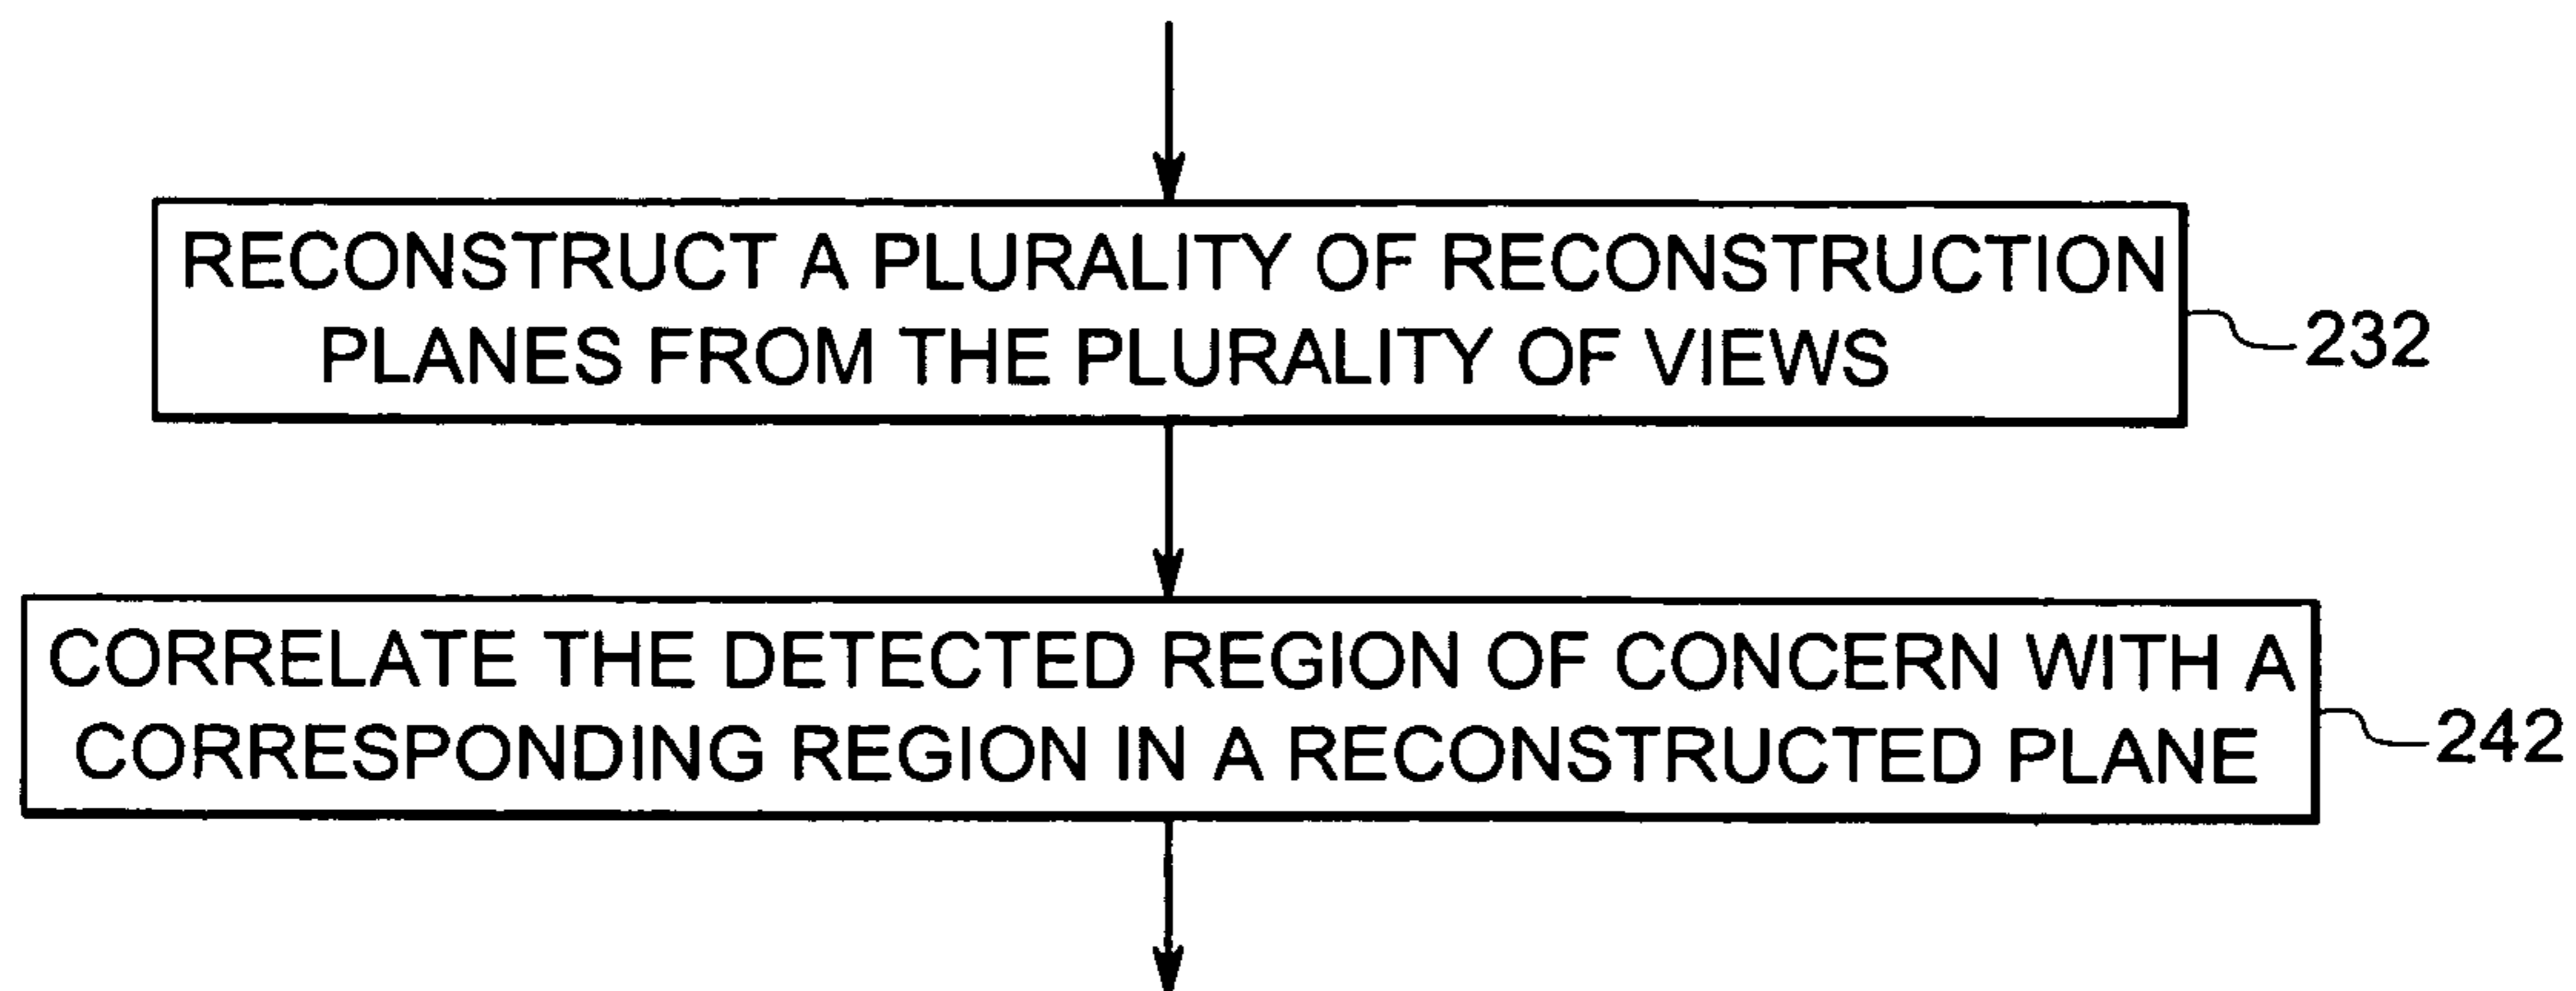 RECONSTRUCT A PLURALITY OF RECONSTRUCTION
PLANES FROM THE PLURALITY OF VIEWS
232
CORRELATE THE DETECTED REGION OF CONCERN WITH A
CORRESPONDING REGION IN A RECONSTRUCTED PLANE
242